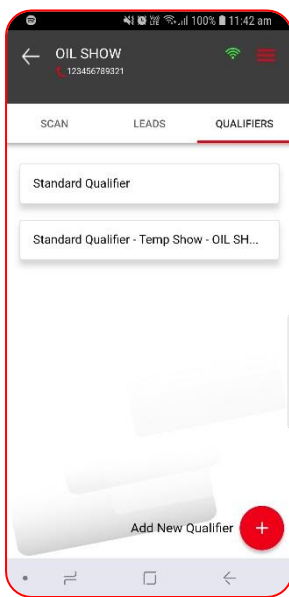 100% 11:42 am
OIL SHOW
123456789321
SCAN LEADS QUALIFIERS
Standard Qualifier
Standard Qualifier - Temp Show - OIL SH...
Add New Qualifier +